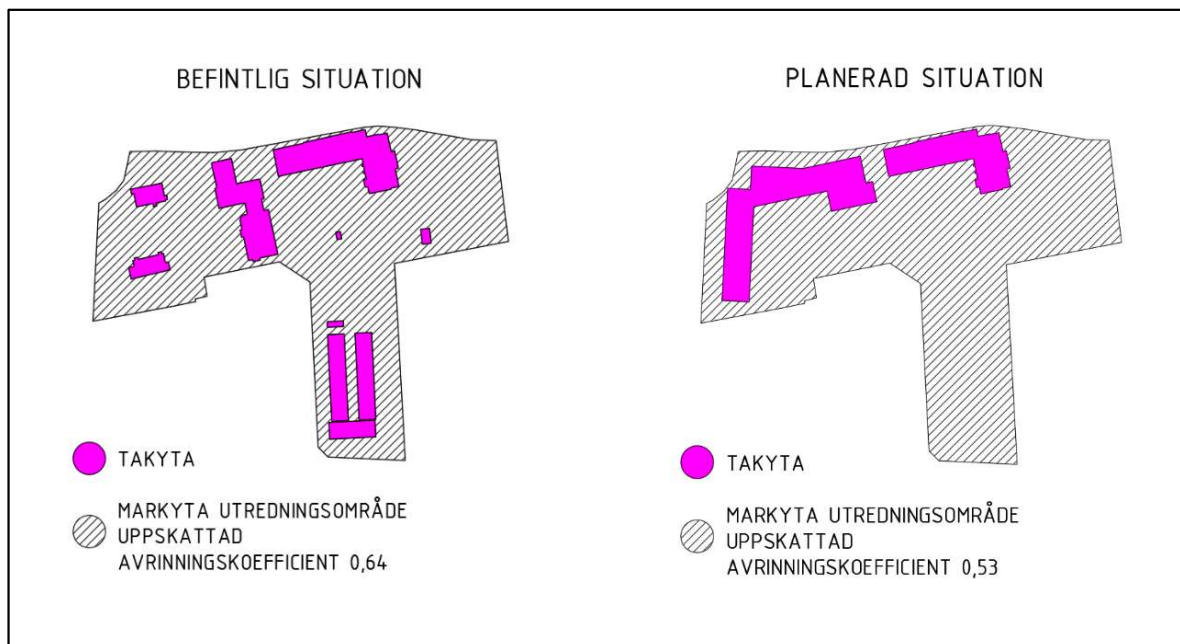 BEFINTLIG SITUATION
TAKYTA
MARKYTA UTREDNINGSOMRÅDE
UPPSKATTAD
AVRINNINGSKOEFFICIENT 0,64
PLANERAD SITUATION
TAKYTA
MARKYTA UTREDNINGSOMRÅDE
UPPSKATTAD
AVRINNINGSKOEFFICIENT 0,53